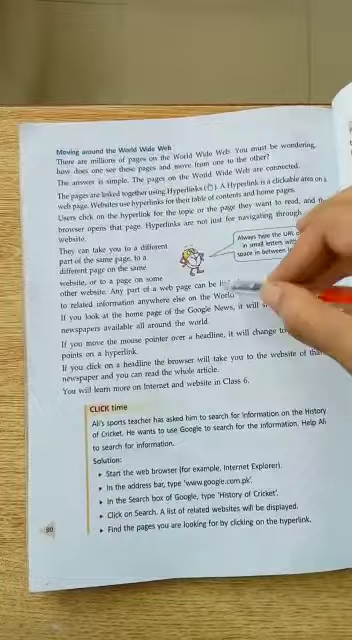 Moving around the World Wide Web
There are millions of pages on the World Wide Web. You must be wondering,
how does one see these pages and move from one to the other?
The answer is simple. The pages on the World Wide Web are connected.
The pages are linked together using Hyperlinks ( ). A Hyperlink is a clickable area on a
web page. Websites use hyperlinks for their table of contents and home pages.
Users click on the hyperlink for the topic or the page they want to read, and
browser opens that page. Hyperlinks are not just for navigating through
website.
They can take you to a different
part of the same page, to a
different page on the same
website, or to a page on some
other website. Any part of a web page can be
to related information anywhere else on the World
Always type the URL
in small letters
space in between
If you look at the home page of the Google News, it will
newspapers available all around the world.
If you move the mouse pointer over a headline, it will change to
points on a hyperlink.
If you click on a headline the browser will take you to the website of that
newspaper and you can read the whole article.
You will learn more on Internet and website in Class 6.
CLICK time
Ali's sports teacher has asked him to search for information on the History
of Cricket. He wants to use Google to search for the information. Help Ali
to search for information.
Solution:
▸ Start the web browser (for example, Internet Explorer).
▸ In the address bar, type 'www.google.com.pk'.
▸ In the Search box of Google, type 'History of Cricket'.
▸ Click on Search. A list of related websites will be displayed.
▸ Find the pages you are looking for by clicking on the hyperlink.
90